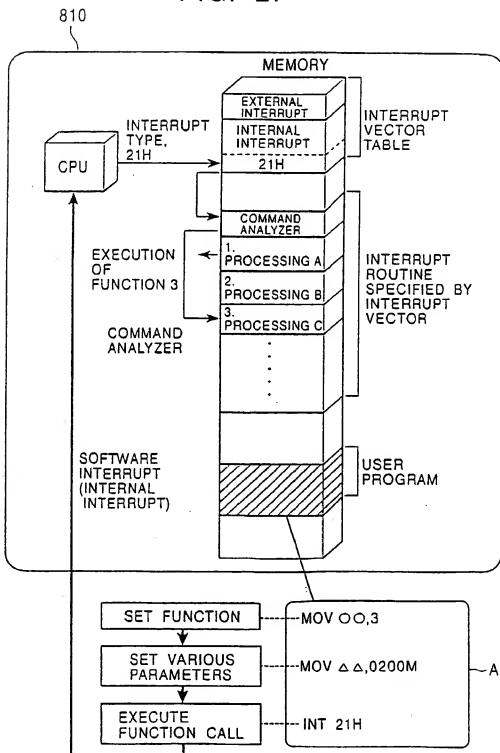 810
MEMORY
EXTERNAL
INTERRUPT
INTERNAL
INTERRUPT
21H
INTERRUPT
VECTOR
TABLE
INTERRUPT
TYPE,
21H
CPU
COMMAND
ANALYZER
1.
PROCESSING A
2.
PROCESSING B
3.
PROCESSING C
EXECUTION
OF
FUNCTION 3
COMMAND
ANALYZER
INTERRUPT
ROUTINE
SPECIFIED BY
INTERRUPT
VECTOR
SOFTWARE
INTERRUPT
(INTERNAL
INTERRUPT)
USER
PROGRAM
SET FUNCTION
MOV ○○,3
SET VARIOUS
PARAMETERS
MOV △△,0200M
A
EXECUTE
FUNCTION CALL
INT 21H